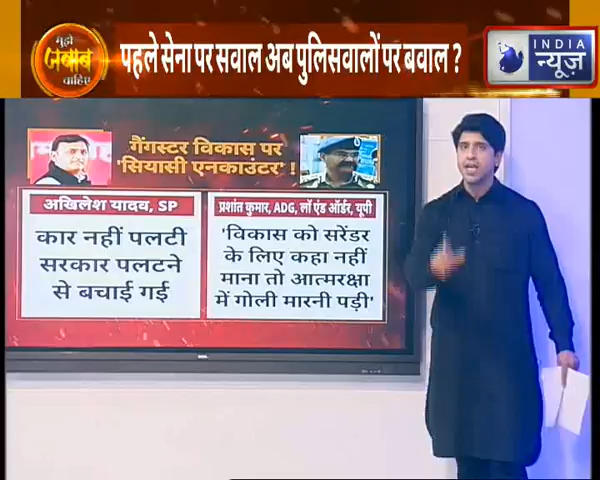 मुझे
जवाब
चाहिए
पहले सेना पर सवाल अब पुलिसवालों पर बवाल ?
INDIA
न्यूज़
गैंगस्टर विकास पर
'सियासी एनकाउंटर' !
अखिलेश यादव, SP
कार नहीं पलटी
सरकार पलटने
से बचाई गई
प्रशांत कुमार, ADG, लॉ एंड ऑर्डर, यूपी
'विकास को सरेंडर
के लिए कहा नहीं
माना तो आत्मरक्षा
में गोली मारनी पड़ी'